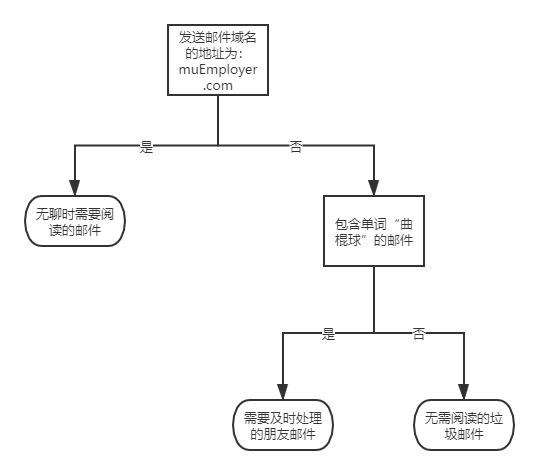 发送邮件域名
的地址为：
muEmployer
.com
是
否
无聊时需要阅
读的邮件
包含单词“曲
棍球”的邮件
是
否
需要及时处理
的朋友邮件
无需阅读的垃
圾邮件